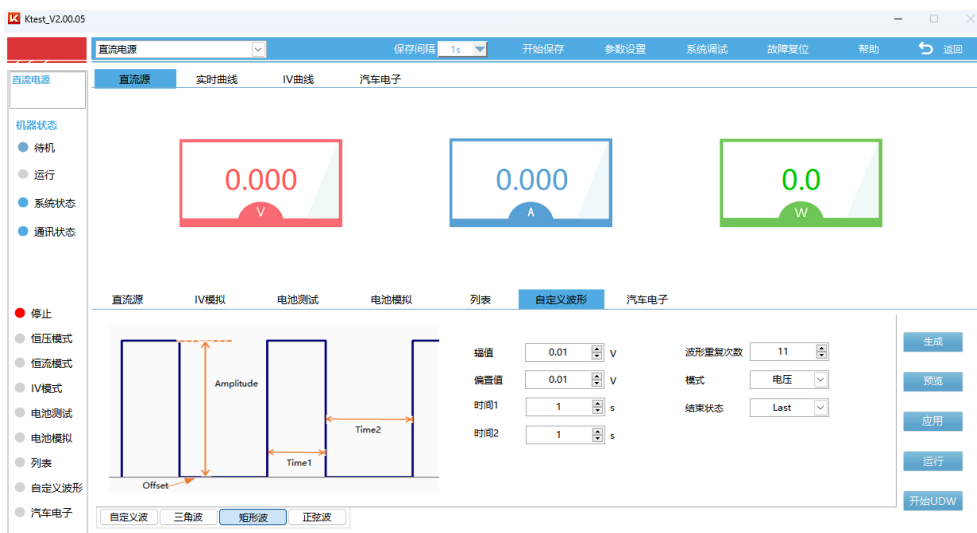 Ktest_V2.00.05
直流电源 保存间隔 1s 开始保存 参数设置 系统调试 故障复位 帮助 返回
直流电源
直流源 实时曲线 IV曲线 汽车电子
机器状态
待机
运行
系统状态
通讯状态
0.000 0.000 0.0
V A W
直流源 IV模拟 电池测试 电池模拟 列表 自定义波形 汽车电子
停止
恒压模式
恒流模式
IV模式
电池测试
电池模拟
列表
自定义波形
汽车电子
Amplitude
Time2
Time1
Offset
辐值 0.01 V 波形重复次数 11
偏置值 0.01 V 模式 电压
时间1 1 s 结束状态 Last
时间2 1 s
生成
预览
应用
运行
开始UDW
自定义波 三角波 矩形波 正弦波